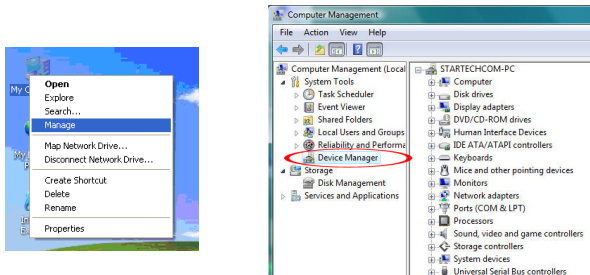 My C
Open
Explore
Search...
Manage
Map Network Drive...
Disconnect Network Drive...
Create Shortcut
Delete
Rename
Properties
Computer Management
File Action View Help
Computer Management (Local
System Tools
Task Scheduler
Event Viewer
Shared Folders
Local Users and Groups
Reliability and Performa
Device Manager
Storage
Disk Management
Services and Applications
STARTECHCOM-PC
Computer
Disk drives
Display adapters
DVD/CD-ROM drives
Human Interface Devices
IDE ATA/ATAPI controllers
Keyboards
Mice and other pointing devices
Monitors
Network adapters
Ports (COM & LPT)
Processors
Sound, video and game controllers
Storage controllers
System devices
Universal Serial Bus controllers